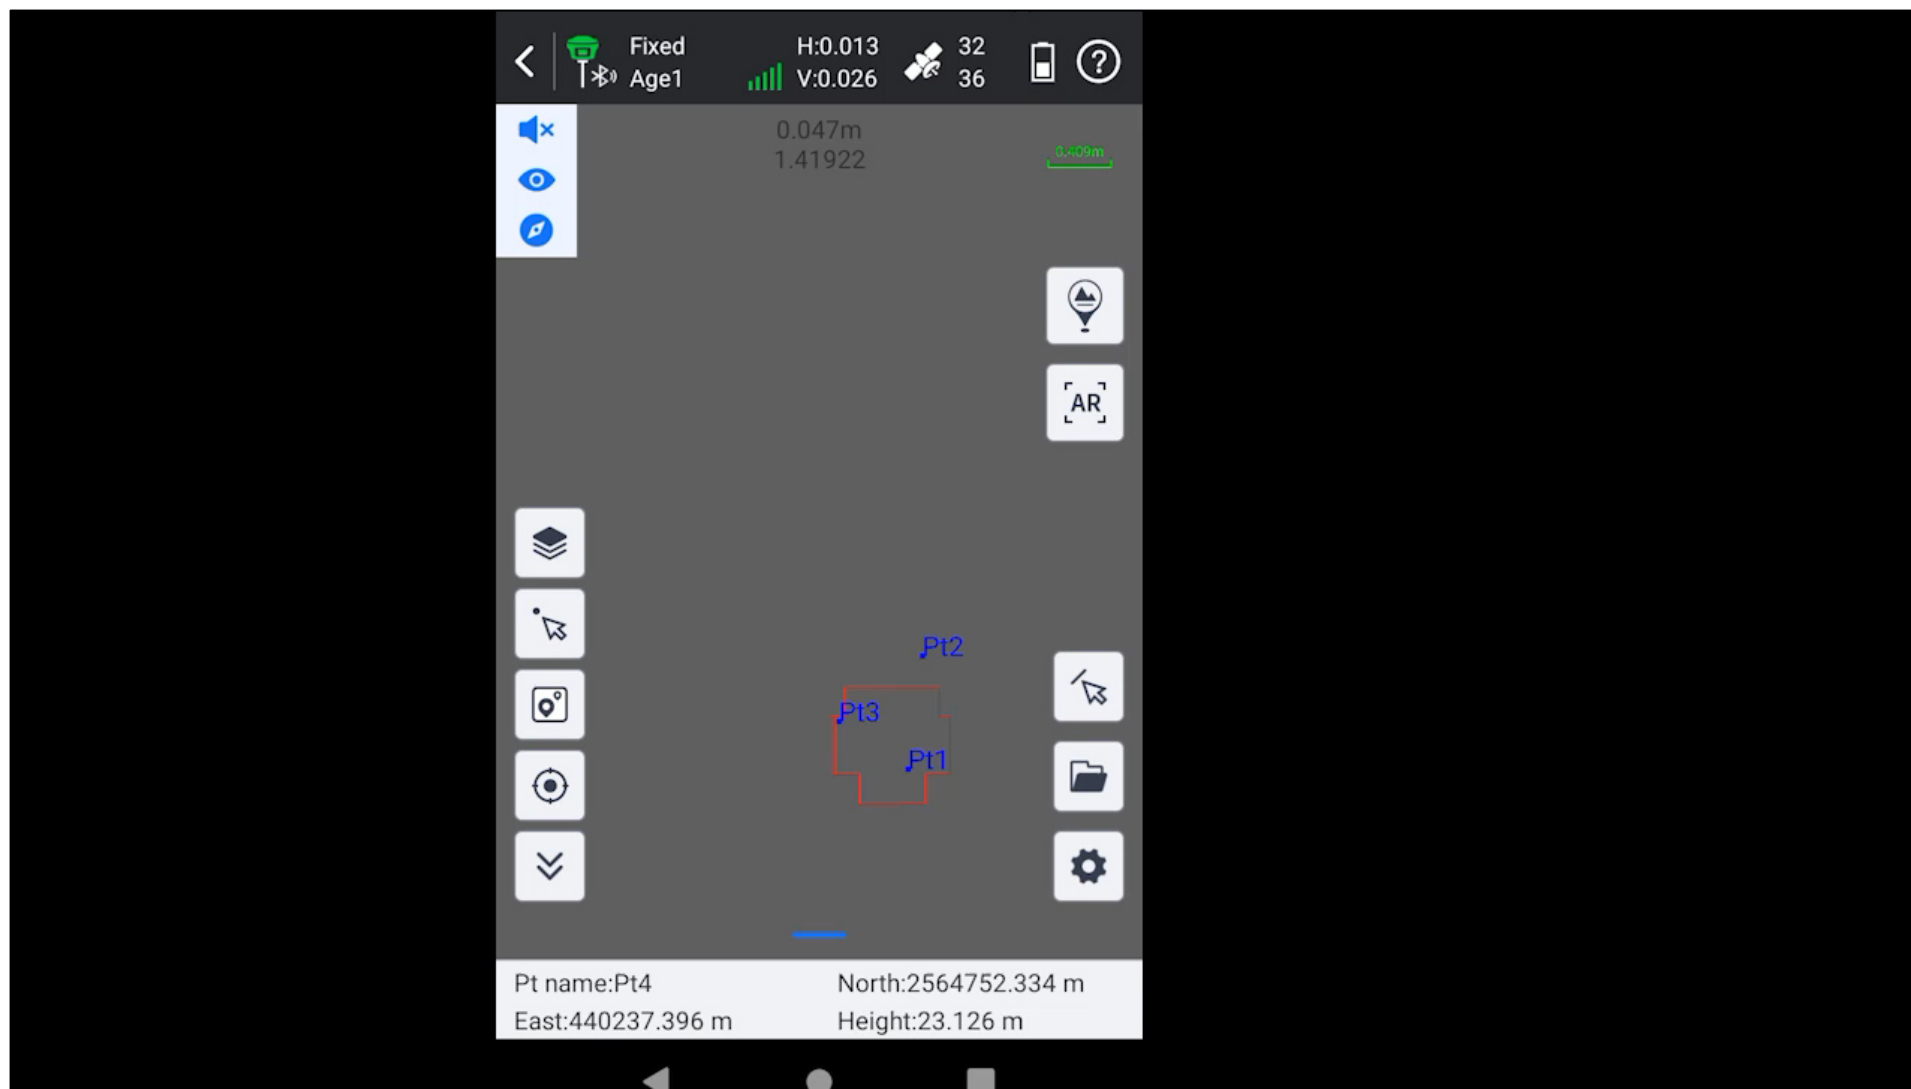 Fixed
Age1
H:0.013
V:0.026
32
36
?
0.047m
1.41922
0.409m
AR
Pt2
Pt3
Pt1
Pt name:Pt4
North:2564752.334 m
East:440237.396 m
Height:23.126 m